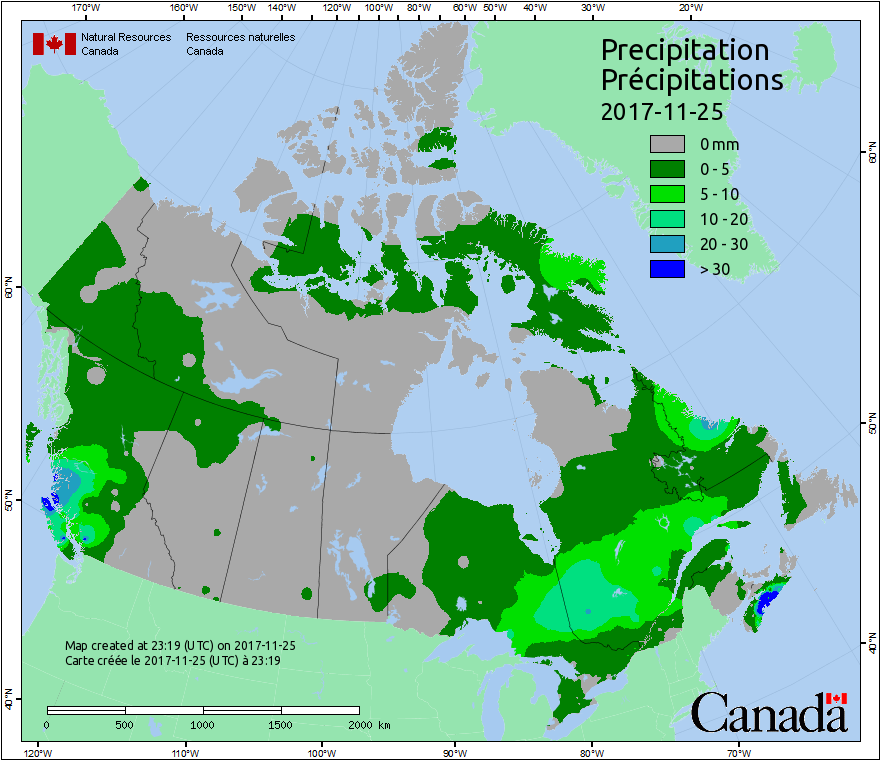 170°W 160°W 150°W 140°W 120°W 100°W 80°W 60°W 50°W 40°W 30°W 20°W
Natural Resources Ressources naturelles
Canada Canada
Precipitation
Précipitations
2017-11-25
0 mm
0 - 5
5 - 10
10 - 20
20 - 30
> 30
60°N
60°N
50°N
50°N
40°N
40°N
Map created at 23:19 (UTC) on 2017-11-25
Carte créée le 2017-11-25 (UTC) à 23:19
0 500 1000 1500 2000 km
Canada
120°W 110°W 100°W 90°W 80°W 70°W